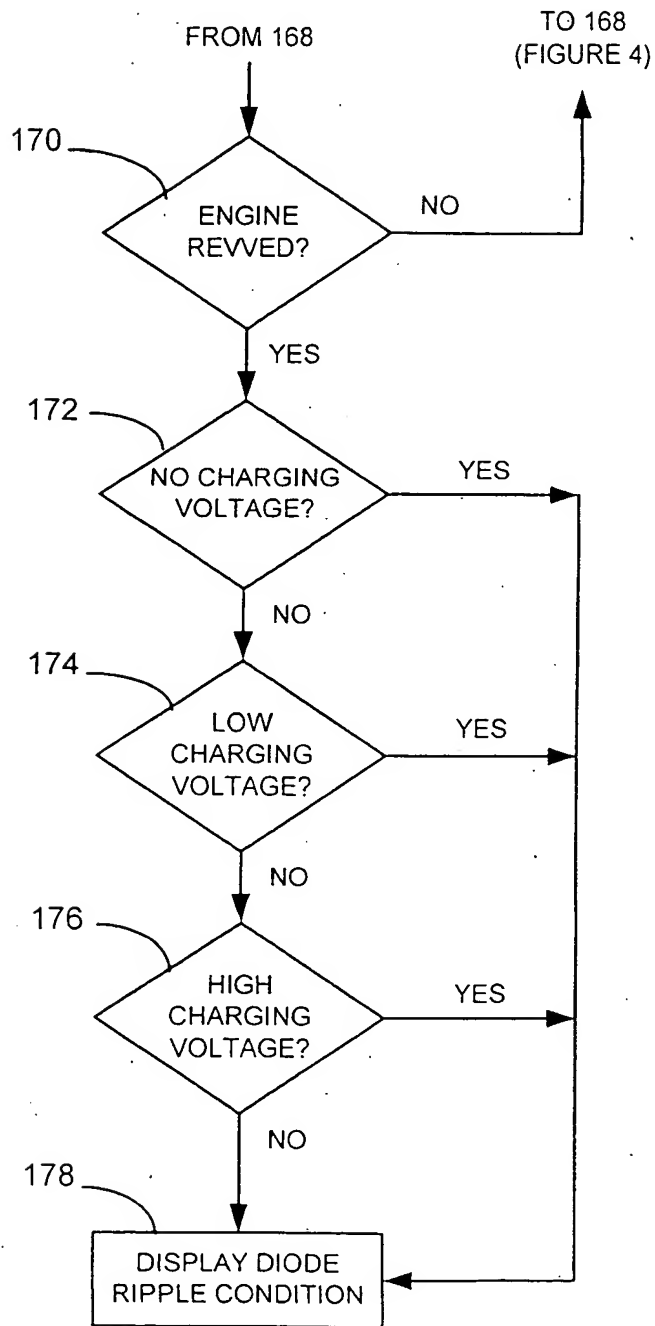 FROM 168
TO 168
(FIGURE 4)
170
ENGINE
REVVED?
NO
YES
172
NO CHARGING
VOLTAGE?
YES
NO
174
LOW
CHARGING
VOLTAGE?
YES
NO
176
HIGH
CHARGING
VOLTAGE?
YES
NO
178
DISPLAY DIODE
RIPPLE CONDITION